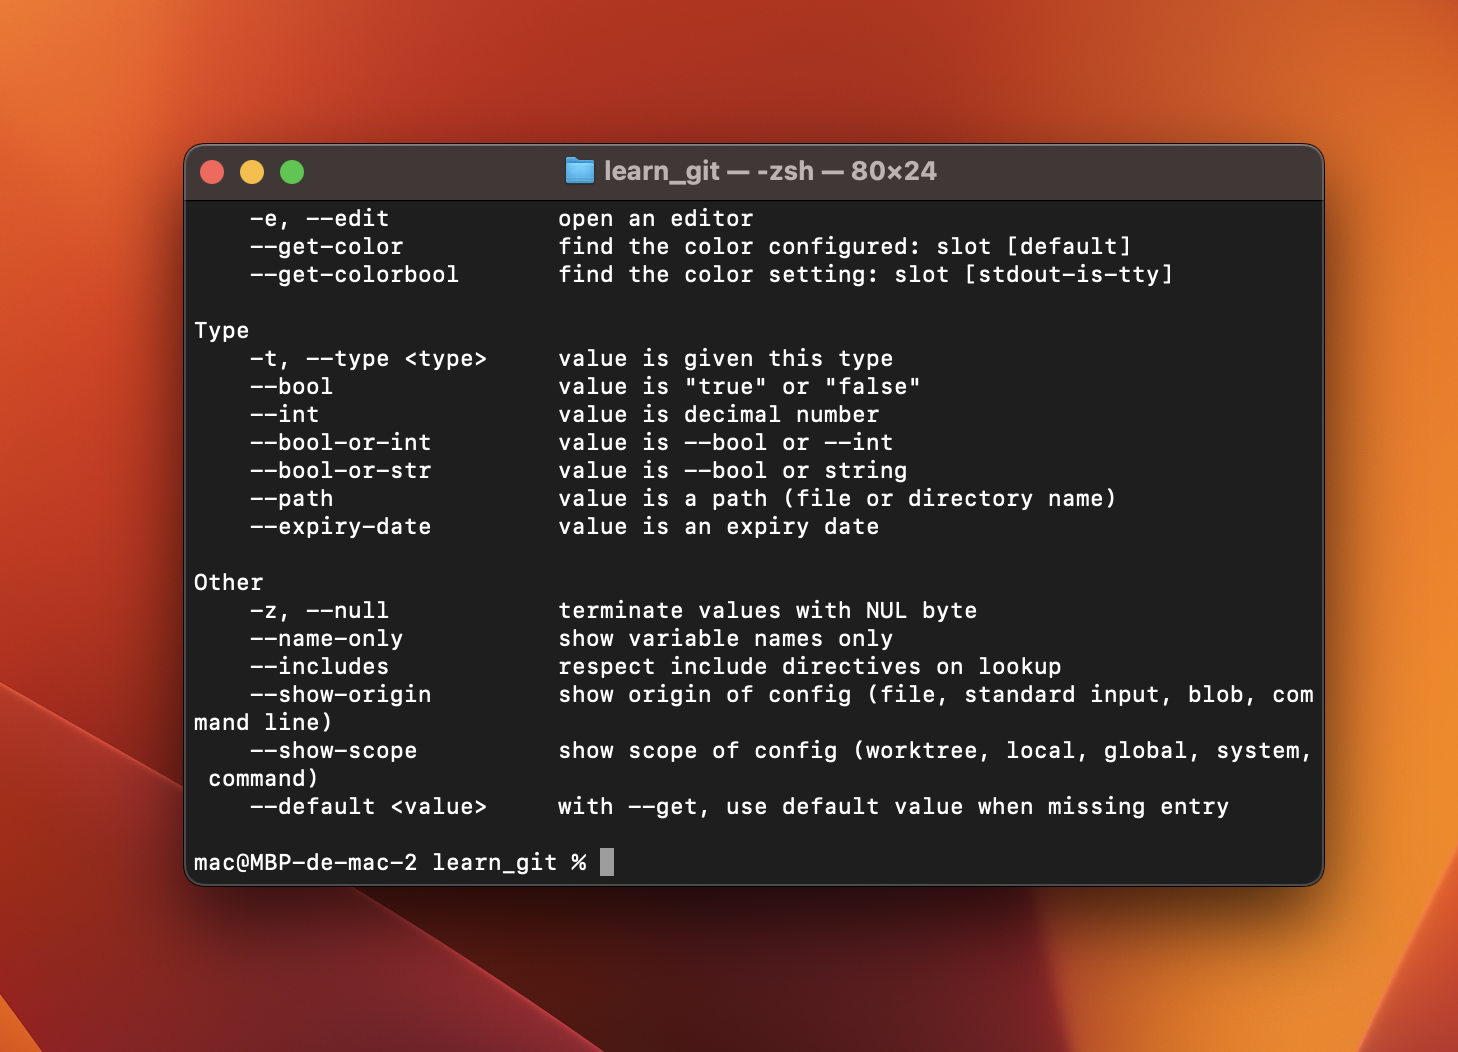 learn_git — -zsh — 80×24
-e, --edit open an editor
--get-color find the color configured: slot [default]
--get-colorbool find the color setting: slot [stdout-is-tty]
Type
-t, --type <type> value is given this type
--bool value is "true" or "false"
--int value is decimal number
--bool-or-int value is --bool or --int
--bool-or-str value is --bool or string
--path value is a path (file or directory name)
--expiry-date value is an expiry date
Other
-z, --null terminate values with NUL byte
--name-only show variable names only
--includes respect include directives on lookup
--show-origin show origin of config (file, standard input, blob, com
mand line)
--show-scope show scope of config (worktree, local, global, system,
command)
--default <value> with --get, use default value when missing entry
mac@MBP-de-mac-2 learn_git %